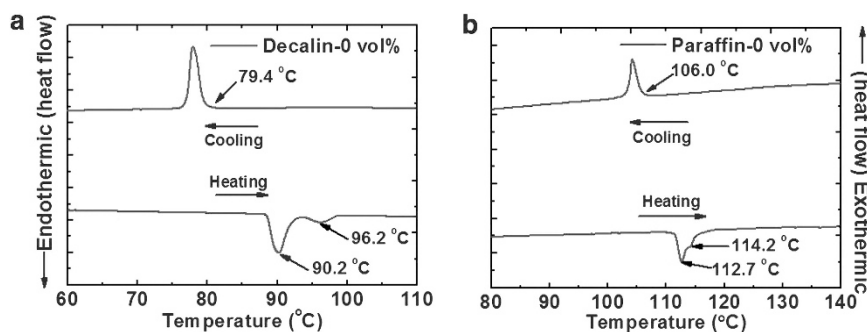 a
Decalin-0 vol%
79.4 °C
Cooling
Heating
96.2 °C
90.2 °C
Endothermic (heat flow)
60 70 80 90 100 110
Temperature (°C)
b
Paraffin-0 vol%
106.0 °C
Cooling
Heating
114.2 °C
112.7 °C
(heat flow) Exothermic
80 90 100 110 120 130 140
Temperature (°C)